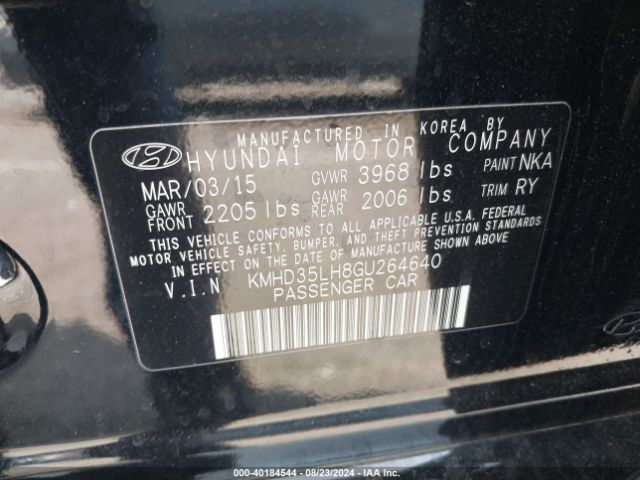 MANUFACTURED IN KOREA BY
HYUNDAI MOTOR COMPANY
MAR/03/15 GVWR 3968 lbs PAINT NKA
GAWR FRONT 2205 lbs GAWR REAR 2006 lbs TRIM RY
THIS VEHICLE CONFORMS TO ALL APPLICABLE U.S.A. FEDERAL
MOTOR VEHICLE SAFETY, BUMPER, AND THEFT PREVENTION STANDARDS
IN EFFECT ON THE DATE OF MANUFACTURE SHOWN ABOVE.
V.I.N KMHD35LH8GU264640
PASSENGER CAR
000-40184544 - 08/23/2024 - IAA Inc.